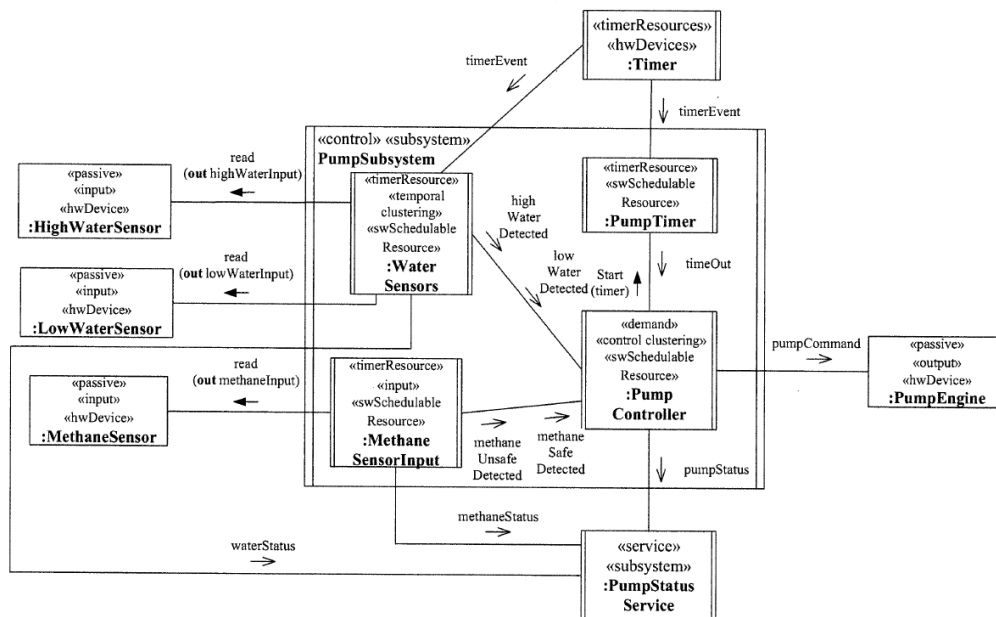 «timerResources»
«hwDevices»
:Timer
timerEvent
timerEvent
«control» «subsystem»
PumpSubsystem
read
(out highWaterInput)
«passive»
«input»
«hwDevice»
:HighWaterSensor
«timerResource»
«temporal
clustering»
«swSchedulable
Resource»
:Water
Sensors
high
Water
Detected
«timerResource»
«swSchedulable
Resource»
:PumpTimer
read
(out lowWaterInput)
«passive»
«input»
«hwDevice»
:LowWaterSensor
low
Water
Detected
Start
(timer)
timeOut
«demand»
«control clustering»
«swSchedulable
Resource»
:Pump
Controller
pumpCommand
«passive»
«output»
«hwDevice»
:PumpEngine
read
(out methaneInput)
«passive»
«input»
«hwDevice»
:MethaneSensor
«timerResource»
«input»
«swSchedulable
Resource»
:Methane
SensorInput
methane
Unsafe
Detected
methane
Safe
Detected
pumpStatus
methaneStatus
waterStatus
«service»
«subsystem»
:PumpStatus
Service